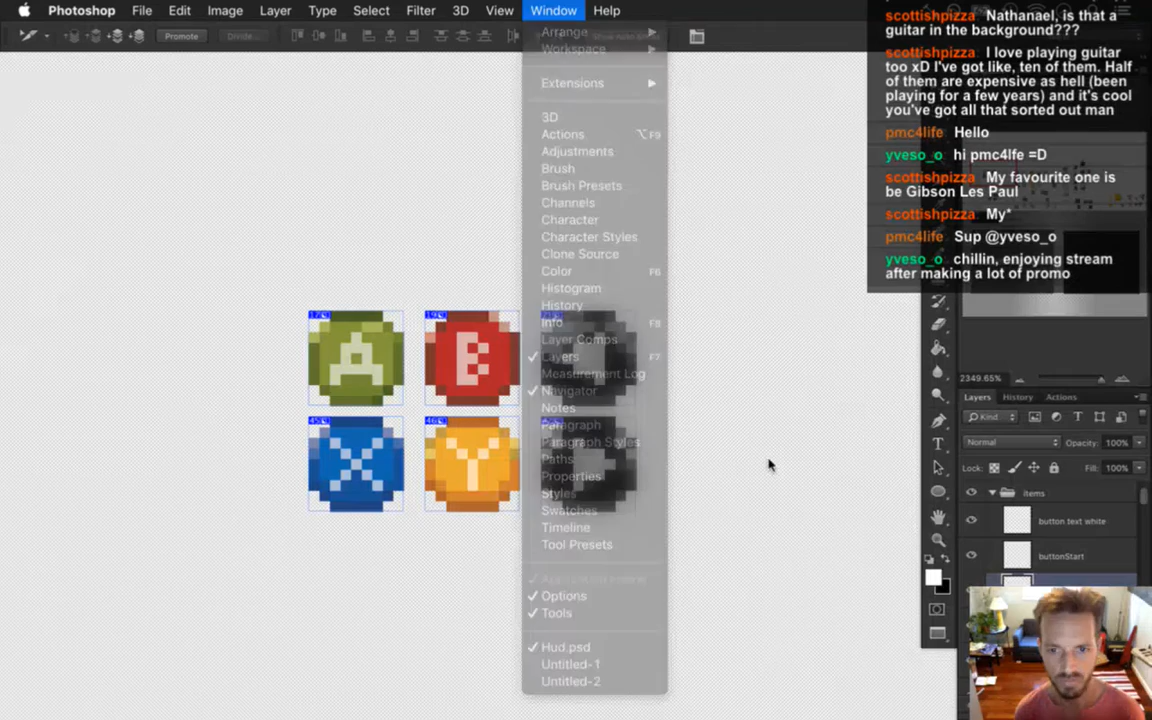 Photoshop File Edit Image Layer Type Select Filter 3D View Window Help
Promote Divide...
Arrange
Workspace
Extensions
3D
Actions ⌥F9
Adjustments
Brush
Brush Presets
Channels
Character
Character Styles
Clone Source
Color F6
Histogram
History
Info F8
Layer Comps
✓ Layers F7
Measurement Log
✓ Navigator
Notes
Paragraph
Paragraph Styles
Paths
Properties
Styles
Swatches
Timeline
Tool Presets
✓ Options
✓ Tools
✓ Hud.psd
Untitled-1
Untitled-2
A B
X Y
scottishpizza Nathanael, is that a
guitar in the background???
scottishpizza I love playing guitar
too xD I've got like, ten of them. Half
of them are expensive as hell (been
playing for a few years) and it's cool
you've got all that sorted out man
pmc4life Hello
yveso_o hi pmc4lfe =D
scottishpizza My favourite one is
be Gibson Les Paul
scottishpizza My*
pmc4life Sup @yveso_o
yveso_o chillin, enjoying stream
after making a lot of promo
2349.65%
Layers History Actions
Kind
Normal Opacity: 100%
Lock: Fill: 100%
items
button text white
buttonStart